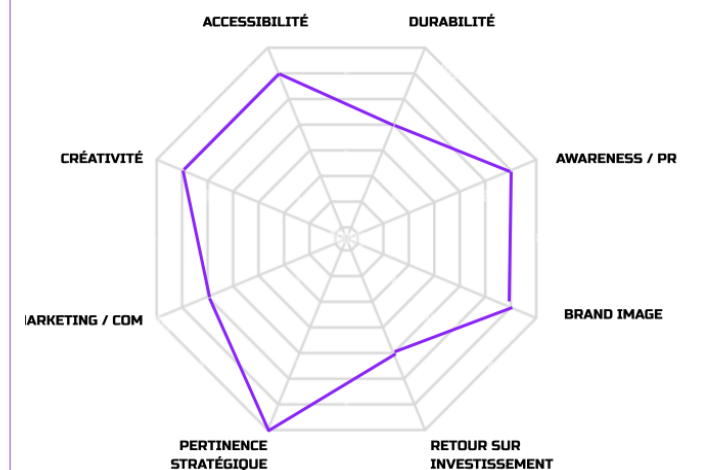 ACCESSIBILITÉ
DURABILITÉ
CRÉATIVITÉ
AWARENESS / PR
ARKETING / COM
BRAND IMAGE
PERTINENCE
STRATÉGIQUE
RETOUR SUR
INVESTISSEMENT